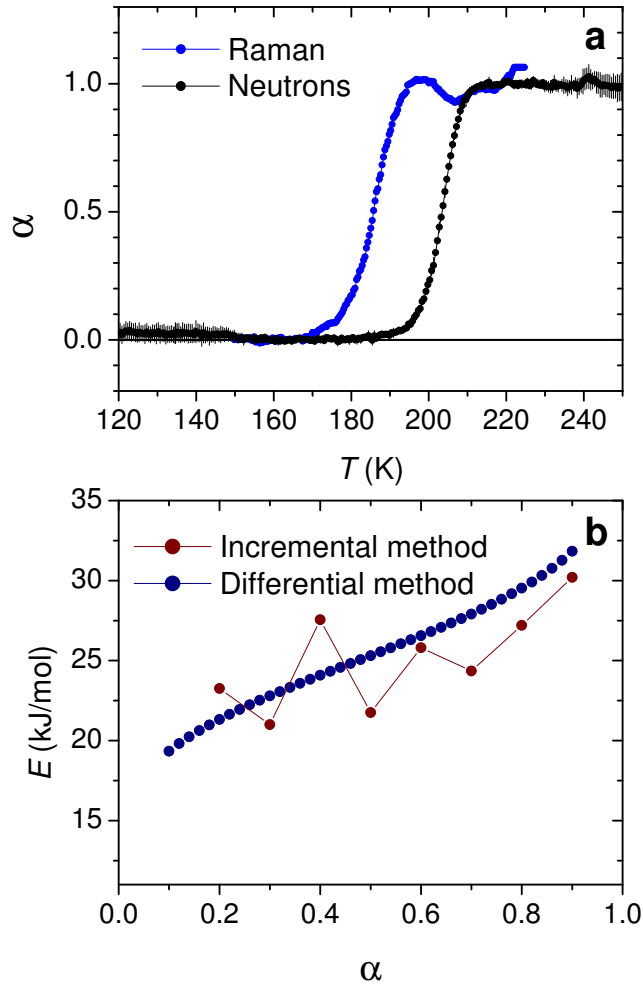 a
Raman
Neutrons
1.0
0.5
0.0
α
120 140 160 180 200 220 240
T (K)
b
Incremental method
Differential method
35
30
25
20
15
E (kJ/mol)
0.0 0.2 0.4 0.6 0.8 1.0
α